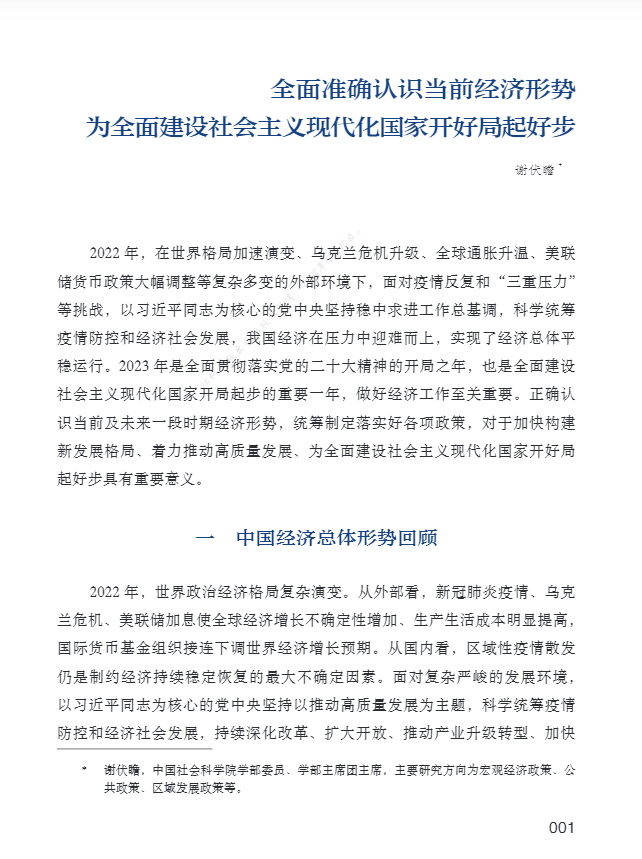 全面准确认识当前经济形势
为全面建设社会主义现代化国家开好局起好步
谢伏瞻*
2022 年，在世界格局加速演变、乌克兰危机升级、全球通胀升温、美联
储货币政策大幅调整等复杂多变的外部环境下，面对疫情反复和“三重压力”
等挑战，以习近平同志为核心的党中央坚持稳中求进工作总基调，科学统筹
疫情防控和经济社会发展，我国经济在压力中迎难而上，实现了经济总体平
稳运行。2023 年是全面贯彻落实党的二十大精神的开局之年，也是全面建设
社会主义现代化国家开局起步的重要一年，做好经济工作至关重要。正确认
识当前及未来一段时期经济形势，统筹制定落实好各项政策，对于加快构建
新发展格局、着力推动高质量发展、为全面建设社会主义现代化国家开好局
起好步具有重要意义。
一 中国经济总体形势回顾
2022 年，世界政治经济格局复杂演变。从外部看，新冠肺炎疫情、乌克
兰危机、美联储加息使全球经济增长不确定性增加、生产生活成本明显提高，
国际货币基金组织接连下调世界经济增长预期。从国内看，区域性疫情散发
仍是制约经济持续稳定恢复的最大不确定因素。面对复杂严峻的发展环境，
以习近平同志为核心的党中央坚持以推动高质量发展为主题，科学统筹疫情
防控和经济社会发展，持续深化改革、扩大开放、推动产业升级转型、加快
* 谢伏瞻，中国社会科学院学部委员、学部主席团主席，主要研究方向为宏观经济政策、公
共政策、区域发展政策等。
001